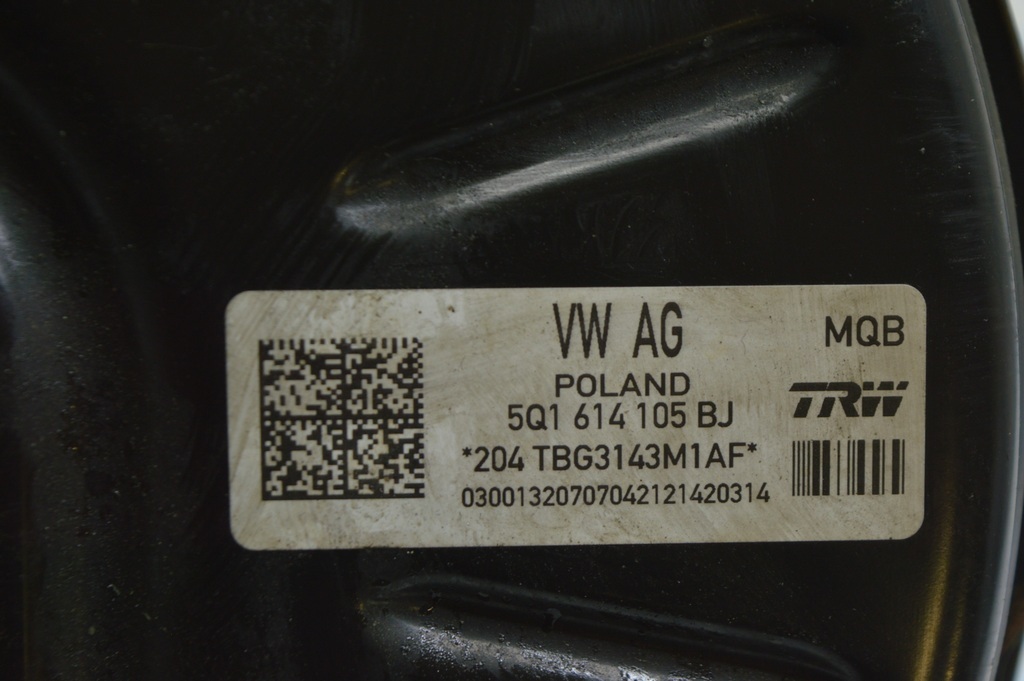 VW AG
MQB
POLAND
TRW
5Q1 614 105 BJ
*204 TBG3143M1AF*
03001320707042121420314